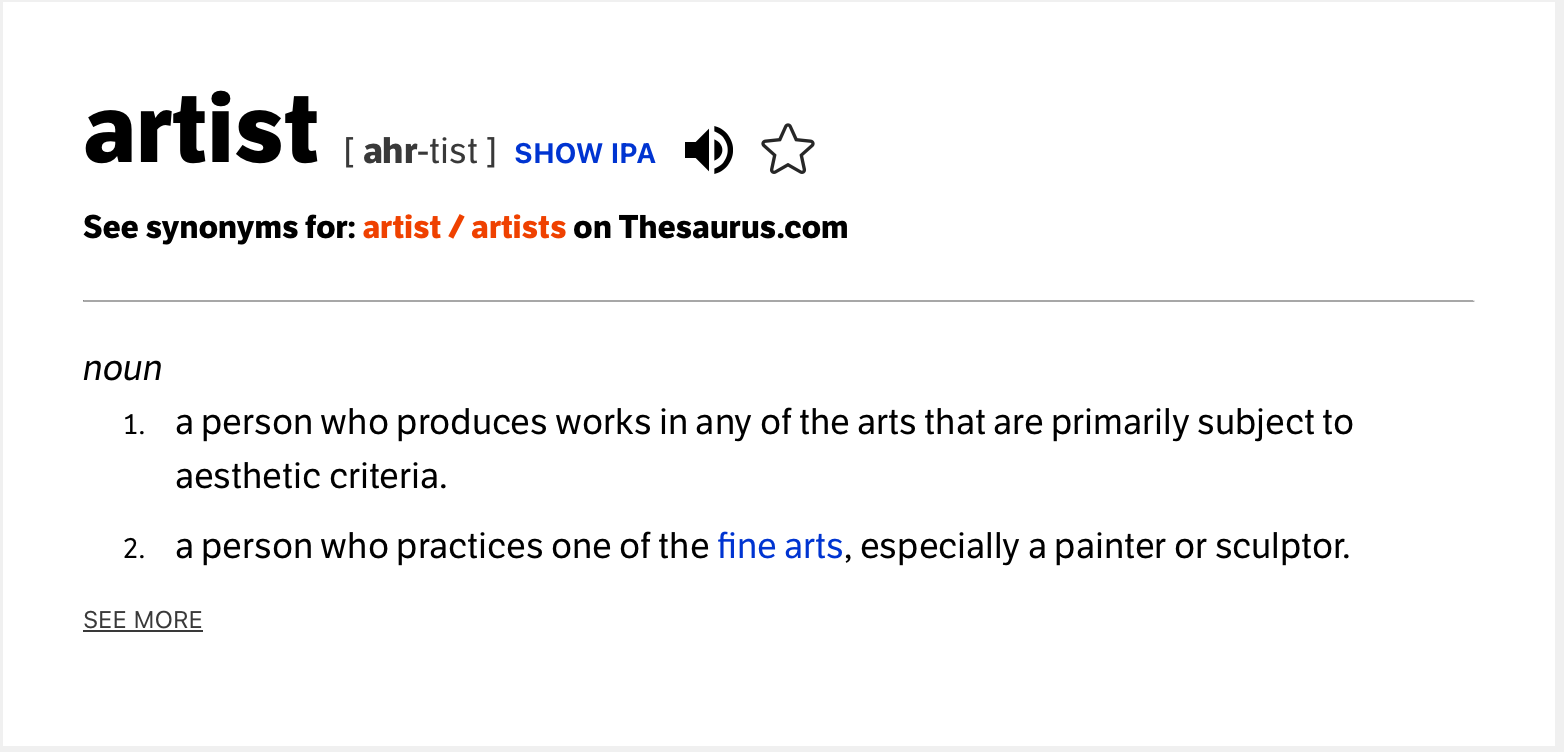 artist [ ahr-tist ] SHOW IPA
See synonyms for: artist / artists on Thesaurus.com
noun
1. a person who produces works in any of the arts that are primarily subject to
aesthetic criteria.
2. a person who practices one of the fine arts, especially a painter or sculptor.
SEE MORE